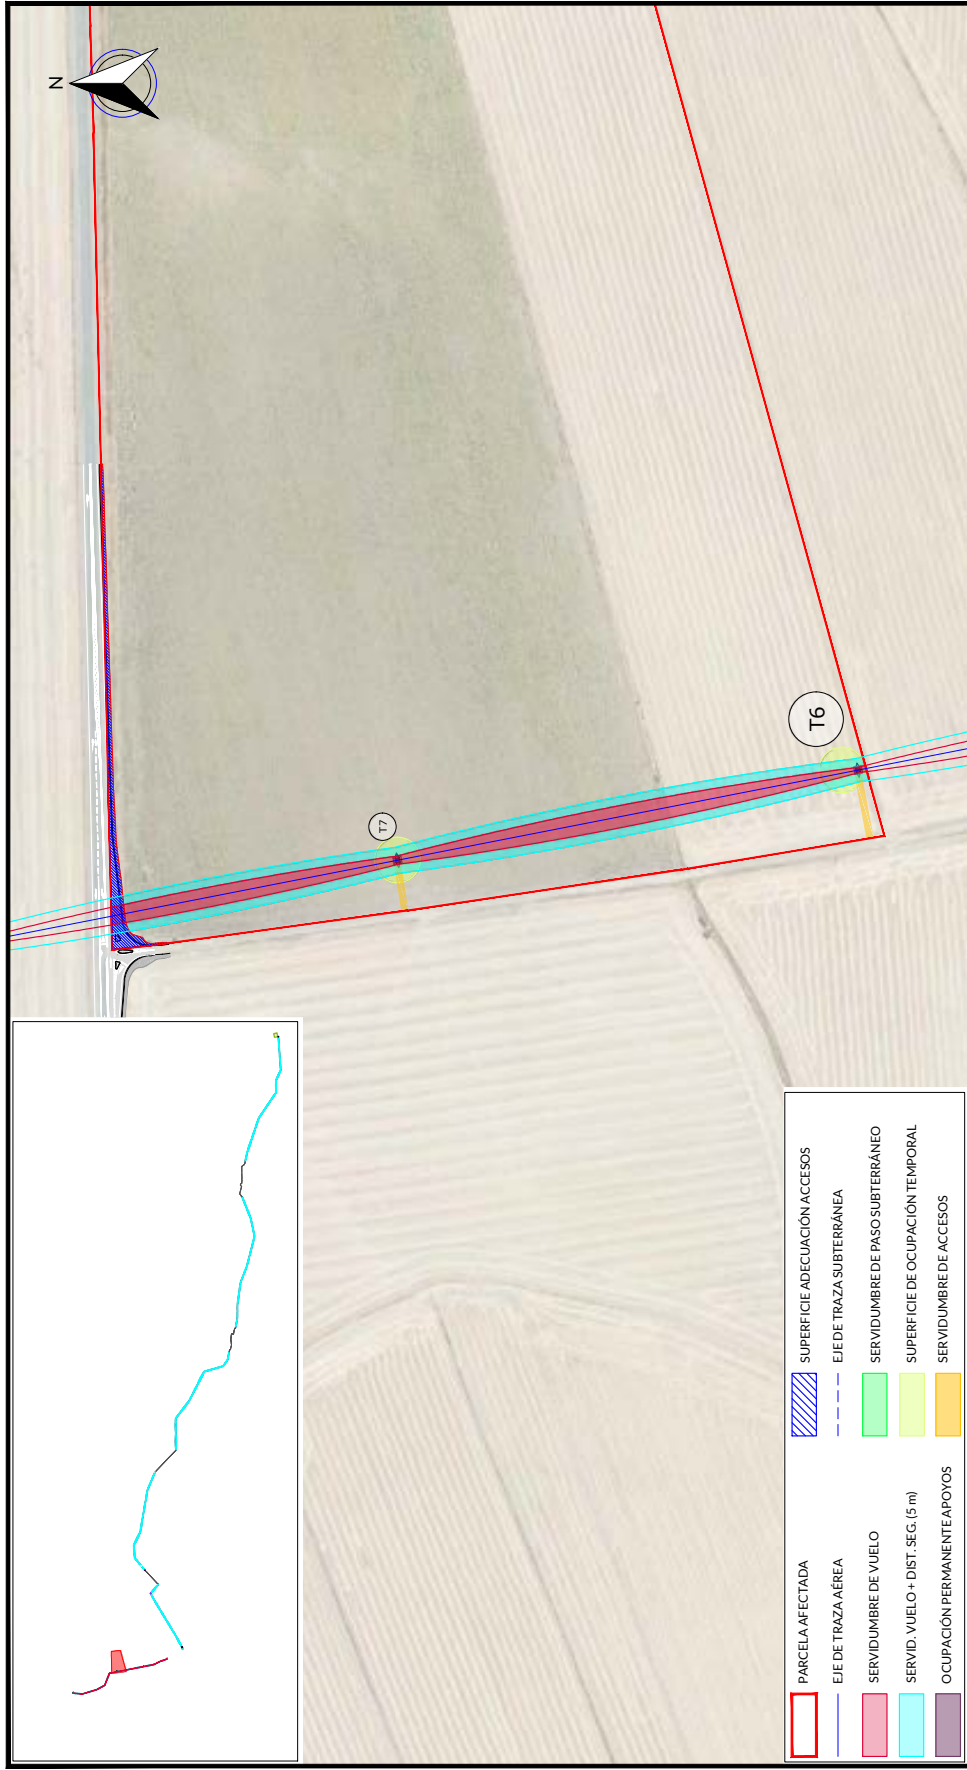 N
T7
T6
PARCELA AFECTADA
EJE DE TRAZA AÉREA
SERVIDUMBRE DE VUELO
SERVID. VUELO + DIST. SEG. (5 m)
OCUPACIÓN PERMANENTE APOYOS
SUPERFICIE ADECUACIÓN ACCESOS
EJE DE TRAZA SUBTERRÁNEA
SERVIDUMBRE DE PASO SUBTERRÁNEO
SUPERFICIE DE OCUPACIÓN TEMPORAL
SERVIDUMBRE DE ACCESOS